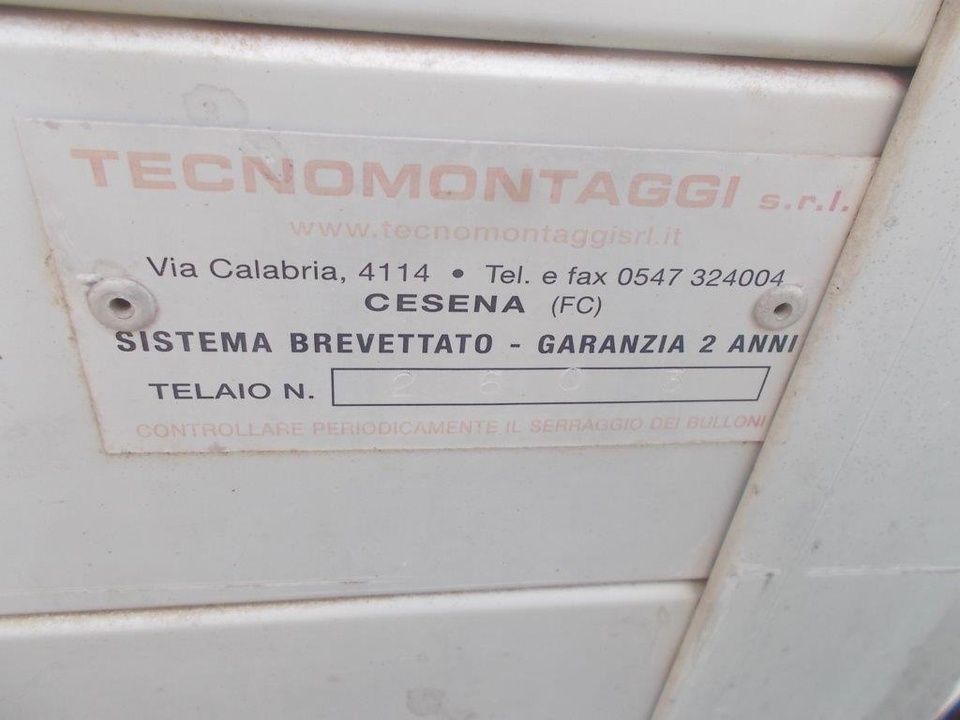 TECNOMONTAGGI s.r.l.
www.tecnomontaggisrl.it
Via Calabria, 4114 • Tel. e fax 0547 324004
CESENA (FC)
SISTEMA BREVETTATO - GARANZIA 2 ANNI
TELAIO N. 2603
CONTROLLARE PERIODICAMENTE IL SERRAGGIO DEI BULLONI